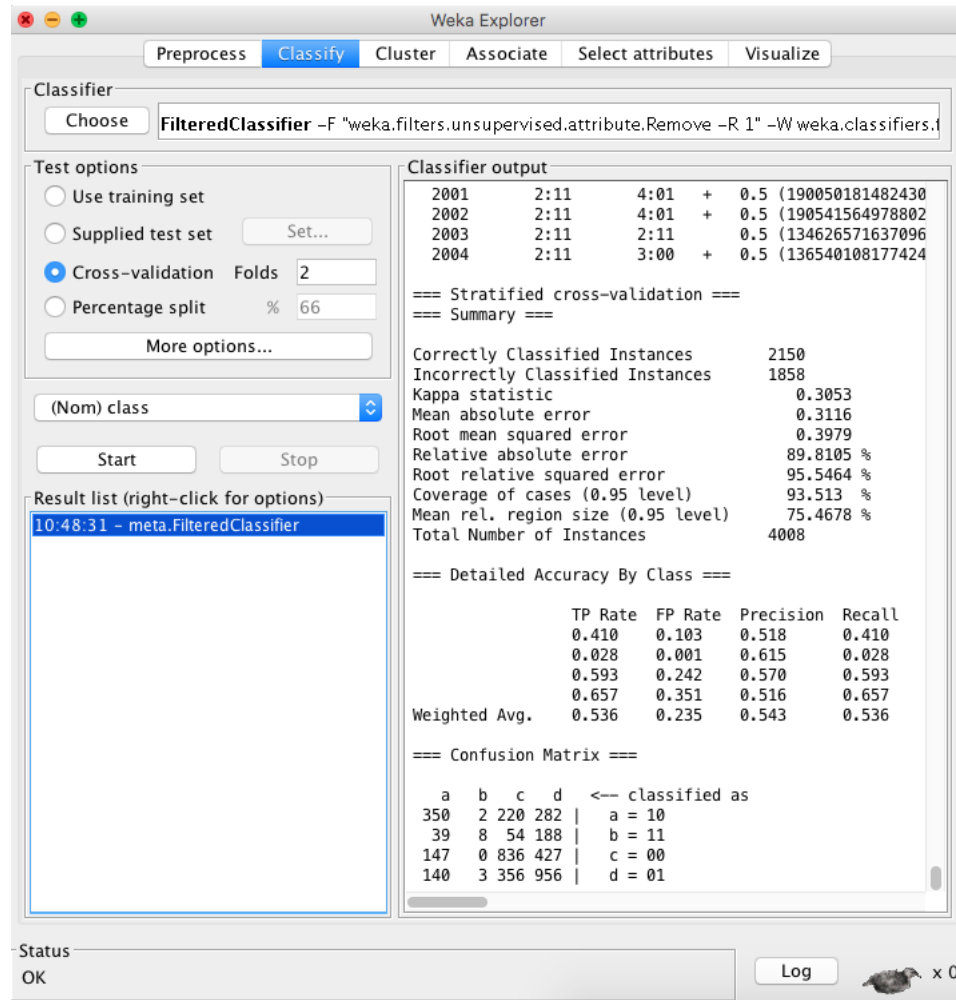 Weka Explorer
Preprocess Classify Cluster Associate Select attributes Visualize
Classifier
Choose FilteredClassifier –F "weka.filters.unsupervised.attribute.Remove –R 1" –W weka.classifiers.
Test options
Use training set
Supplied test set Set...
Cross-validation Folds 2
Percentage split % 66
More options...
(Nom) class
Start Stop
Result list (right-click for options)
10:48:31 – meta.FilteredClassifier
Classifier output
2001 2:11 4:01 + 0.5 (190050181482430
2002 2:11 4:01 + 0.5 (190541564978802
2003 2:11 2:11 0.5 (134626571637096
2004 2:11 3:00 + 0.5 (136540108177424
=== Stratified cross-validation ===
=== Summary ===
Correctly Classified Instances 2150
Incorrectly Classified Instances 1858
Kappa statistic 0.3053
Mean absolute error 0.3116
Root mean squared error 0.3979
Relative absolute error 89.8105 %
Root relative squared error 95.5464 %
Coverage of cases (0.95 level) 93.513 %
Mean rel. region size (0.95 level) 75.4678 %
Total Number of Instances 4008
=== Detailed Accuracy By Class ===
TP Rate FP Rate Precision Recall
0.410 0.103 0.518 0.410
0.028 0.001 0.615 0.028
0.593 0.242 0.570 0.593
0.657 0.351 0.516 0.657
Weighted Avg. 0.536 0.235 0.543 0.536
=== Confusion Matrix ===
a b c d <-- classified as
350 2 220 282 | a = 10
39 8 54 188 | b = 11
147 0 836 427 | c = 00
140 3 356 956 | d = 01
Status
OK
Log x 0